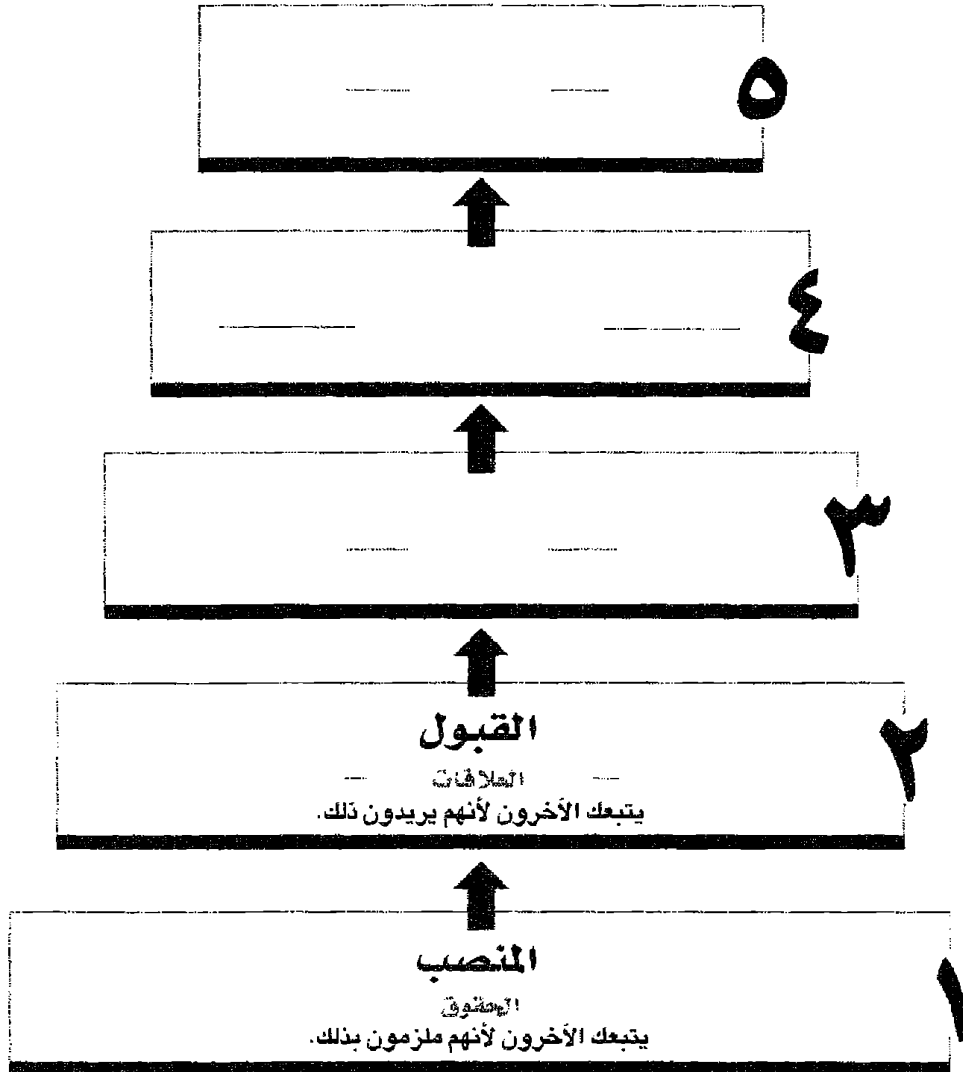 ٥
٤
٣
٢
القبول
العلاقات
يتبعك الآخرون لأنهم يريدون ذلك.
١
المنصب
الحقوق
يتبعك الآخرون لأنهم ملزمون بذلك.